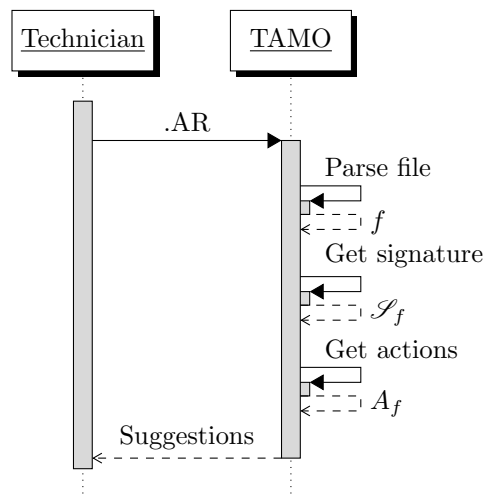 Technician TAMO
.AR
Parse file
f
Get signature
𝒮_f
Get actions
A_f
Suggestions